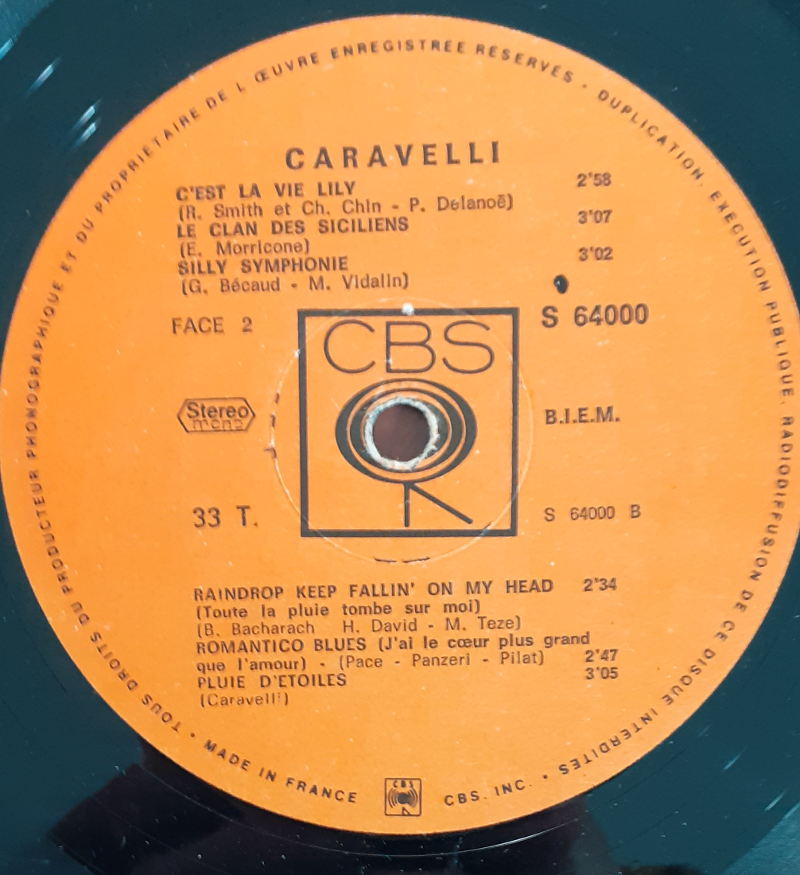 TOUS DROITS DU PRODUCTEUR PHONOGRAPHIQUE ET DU PROPRIÉTAIRE DE L'ŒUVRE ENREGISTRÉE RÉSERVÉS · DUPLICATION, EXÉCUTION PUBLIQUE, RADIODIFFUSION DE CE DISQUE INTERDITES ·
CARAVELLI
C'EST LA VIE LILY 2'58
(R. Smith et Ch. Chin - P. Delanoë)
LE CLAN DES SICILIENS 3'07
(E. Morricone)
SILLY SYMPHONIE 3'02
(G. Bécaud - M. Vidalin)
FACE 2
S 64000
CBS
Stereo
mono
B.I.E.M.
33 T.
S 64000 B
RAINDROP KEEP FALLIN' ON MY HEAD 2'34
(Toute la pluie tombe sur moi)
(B. Bacharach H. David - M. Teze)
ROMANTICO BLUES (J'ai le cœur plus grand
que l'amour) - (Pace - Panzeri - Pilat) 2'47
PLUIE D'ETOILES 3'05
(Caravelli)
· MADE IN FRANCE
CBS
CBS. INC. ·